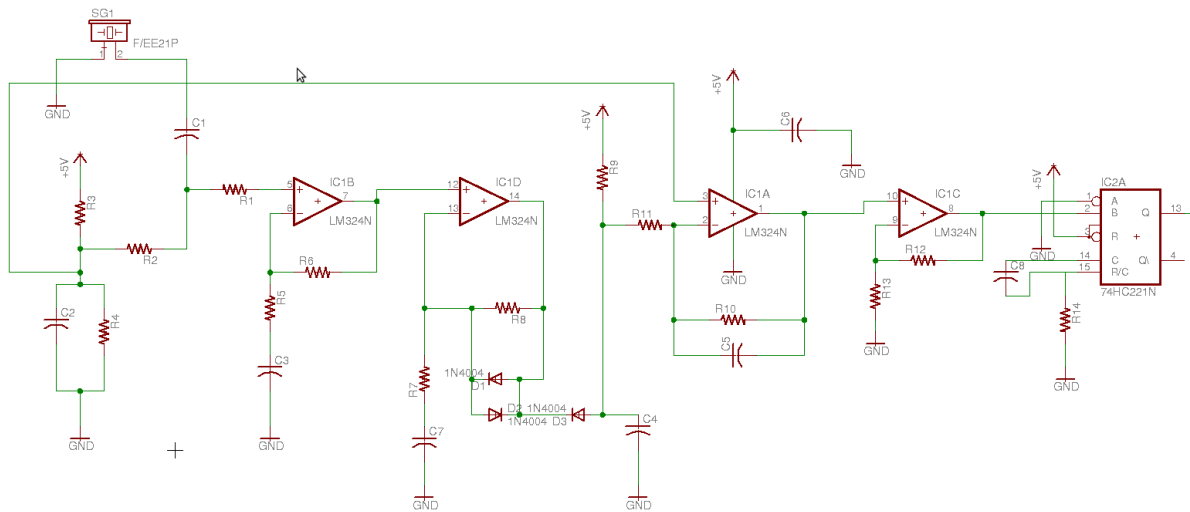 SG1
F/EE21P
1 2
GND
C1
+5V
R3
R2
R1
C2
R4
GND
5 IC1B
6 7
LM324N
R6
R5
C3
GND
12 IC1D
13 14
LM324N
R8
R7
1N4004
D1
D2 1N4004
1N4004 D3
C7
GND
C4
GND
+5V
R9
R11
+5V
C6
GND
3 IC1A
2 1
LM324N
GND
R10
C5
10 IC1C
9 8
LM324N
R12
R13
GND
+5V
GND
C8
R14
GND
IC2A
1 A Q 13
2 B
3 R
14 C Q\ 4
15 R/C
74HC221N